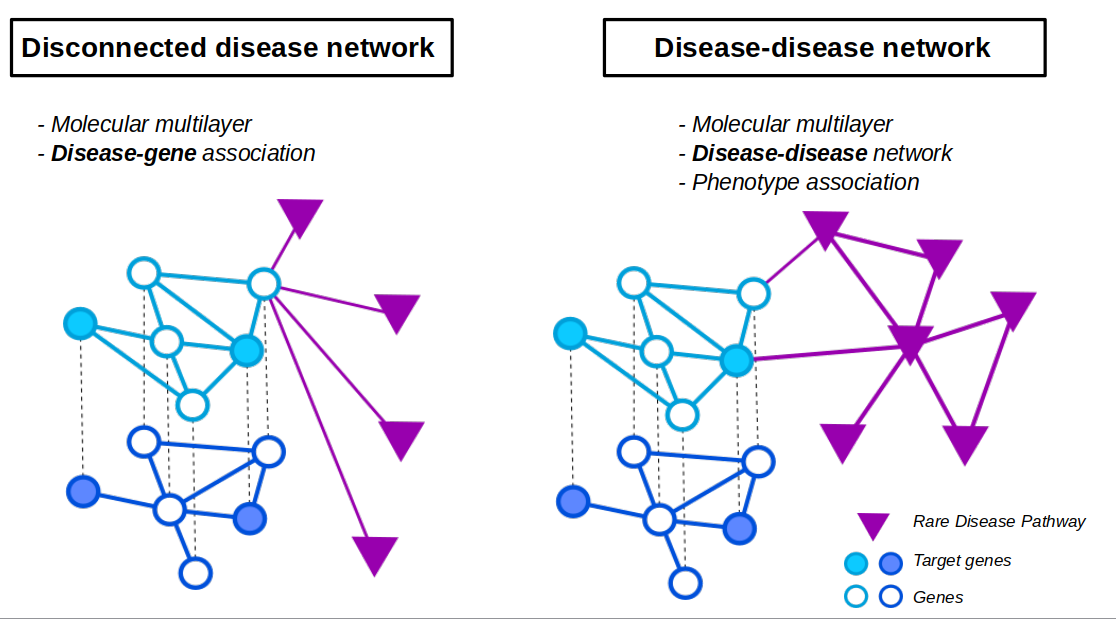 Disconnected disease network
- Molecular multilayer
- Disease-gene association
Disease-disease network
- Molecular multilayer
- Disease-disease network
- Phenotype association
Rare Disease Pathway
Target genes
Genes